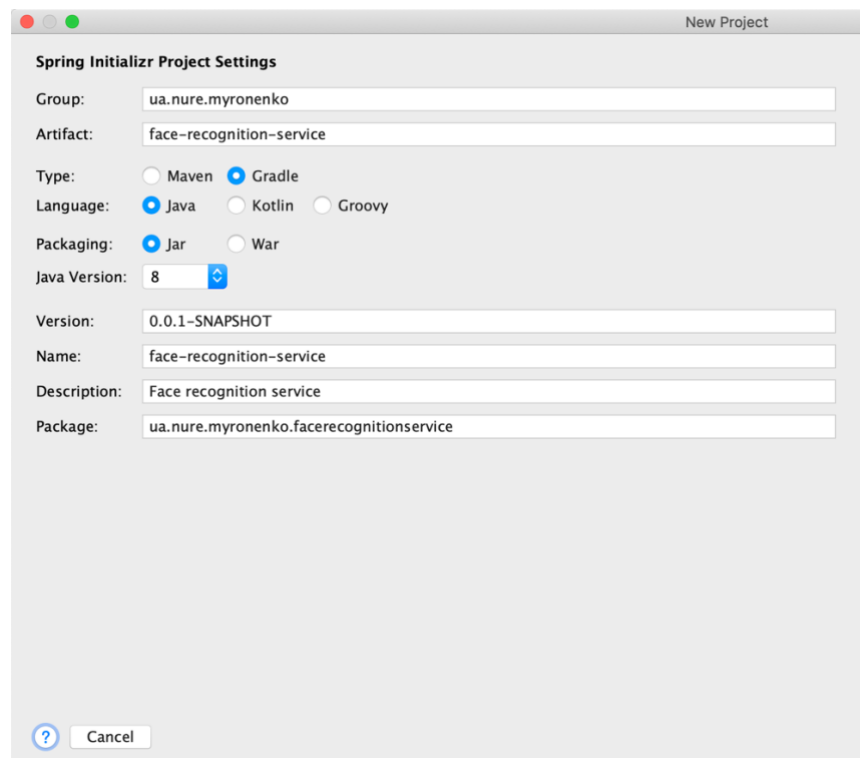 New Project
Spring Initializr Project Settings
Group: ua.nure.myronenko
Artifact: face-recognition-service
Type: Maven Gradle
Language: Java Kotlin Groovy
Packaging: Jar War
Java Version: 8
Version: 0.0.1-SNAPSHOT
Name: face-recognition-service
Description: Face recognition service
Package: ua.nure.myronenko.facerecognitionservice
? Cancel